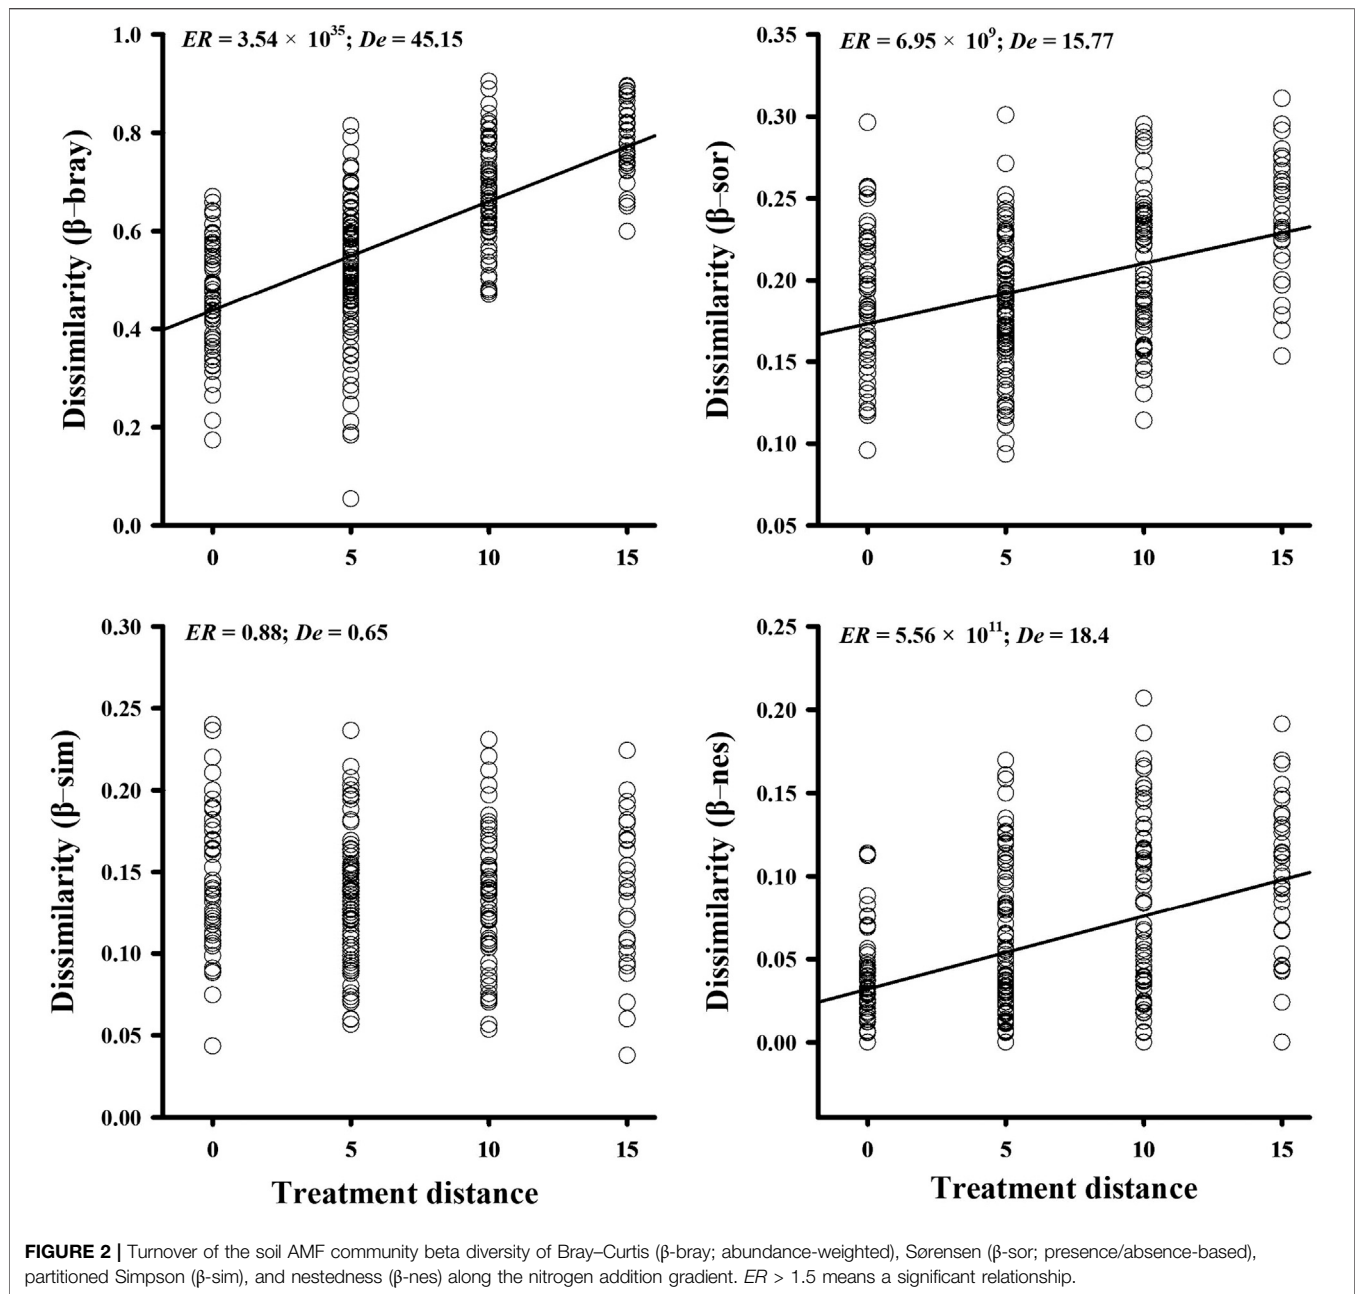 ER = 3.54 × 10^35; De = 45.15
Dissimilarity (β–bray)
1.0
0.8
0.6
0.4
0.2
0.0
0 5 10 15
ER = 6.95 × 10^9; De = 15.77
Dissimilarity (β–sor)
0.35
0.30
0.25
0.20
0.15
0.10
0.05
0 5 10 15
ER = 0.88; De = 0.65
Dissimilarity (β–sim)
0.30
0.25
0.20
0.15
0.10
0.05
0.00
0 5 10 15
Treatment distance
ER = 5.56 × 10^11; De = 18.4
Dissimilarity (β–nes)
0.25
0.20
0.15
0.10
0.05
0.00
0 5 10 15
Treatment distance
FIGURE 2 | Turnover of the soil AMF community beta diversity of Bray–Curtis (β-bray; abundance-weighted), Sørensen (β-sor; presence/absence-based),
partitioned Simpson (β-sim), and nestedness (β-nes) along the nitrogen addition gradient. ER > 1.5 means a significant relationship.